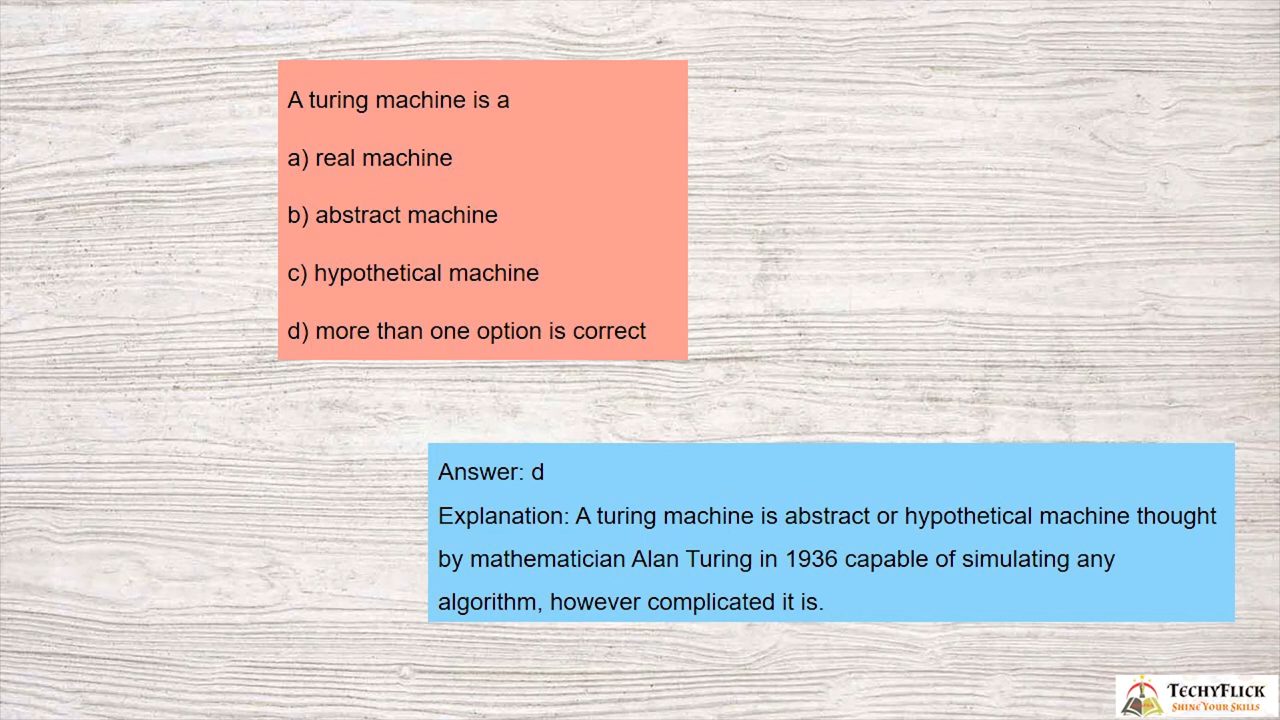 A turing machine is a
a) real machine
b) abstract machine
c) hypothetical machine
d) more than one option is correct
Answer: d
Explanation: A turing machine is abstract or hypothetical machine thought
by mathematician Alan Turing in 1936 capable of simulating any
algorithm, however complicated it is.
TECHYFLICK
SHINE YOUR SKILLS